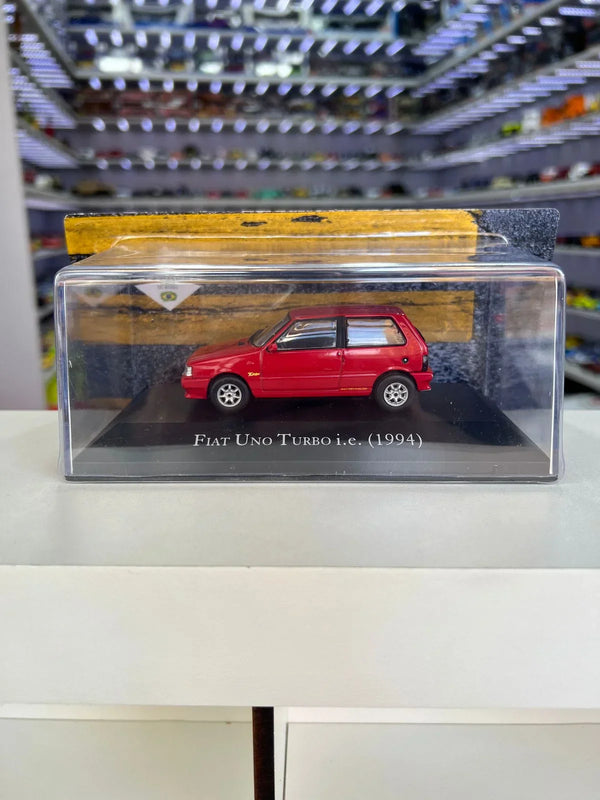 FIAT UNO TURBO i.e. (1994)